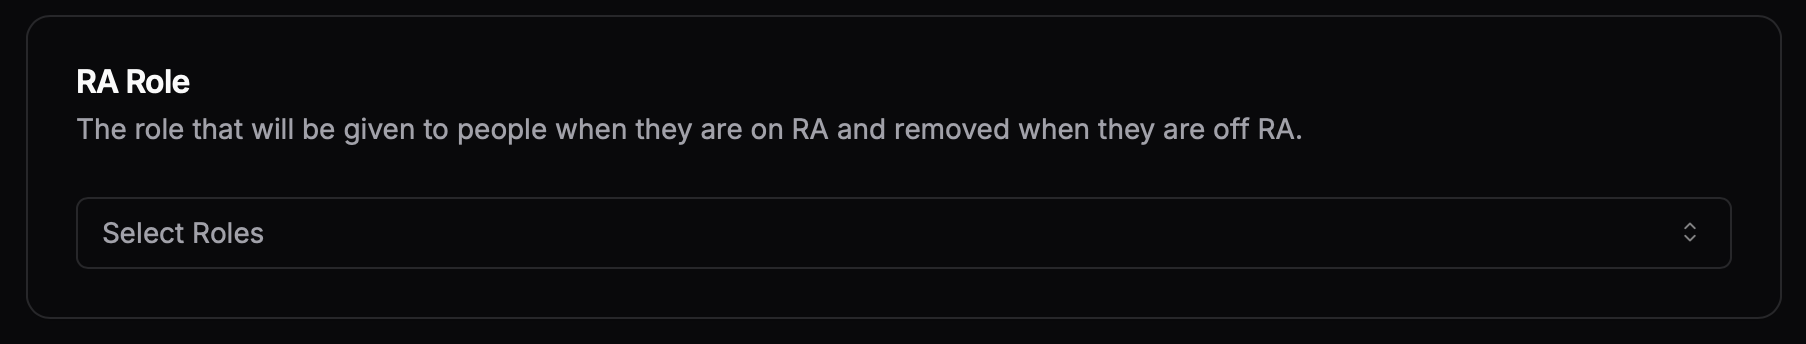 RA Role
The role that will be given to people when they are on RA and removed when they are off RA.
Select Roles